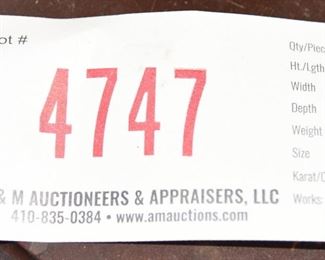 ot #
4747
& M AUCTIONEERS & APPRAISERS, LLC
410-835-0384 • www.amauctions.com
Qty/Piec
Ht./Lgth
Width
Depth
Weight
Size
Karat/C
Works: